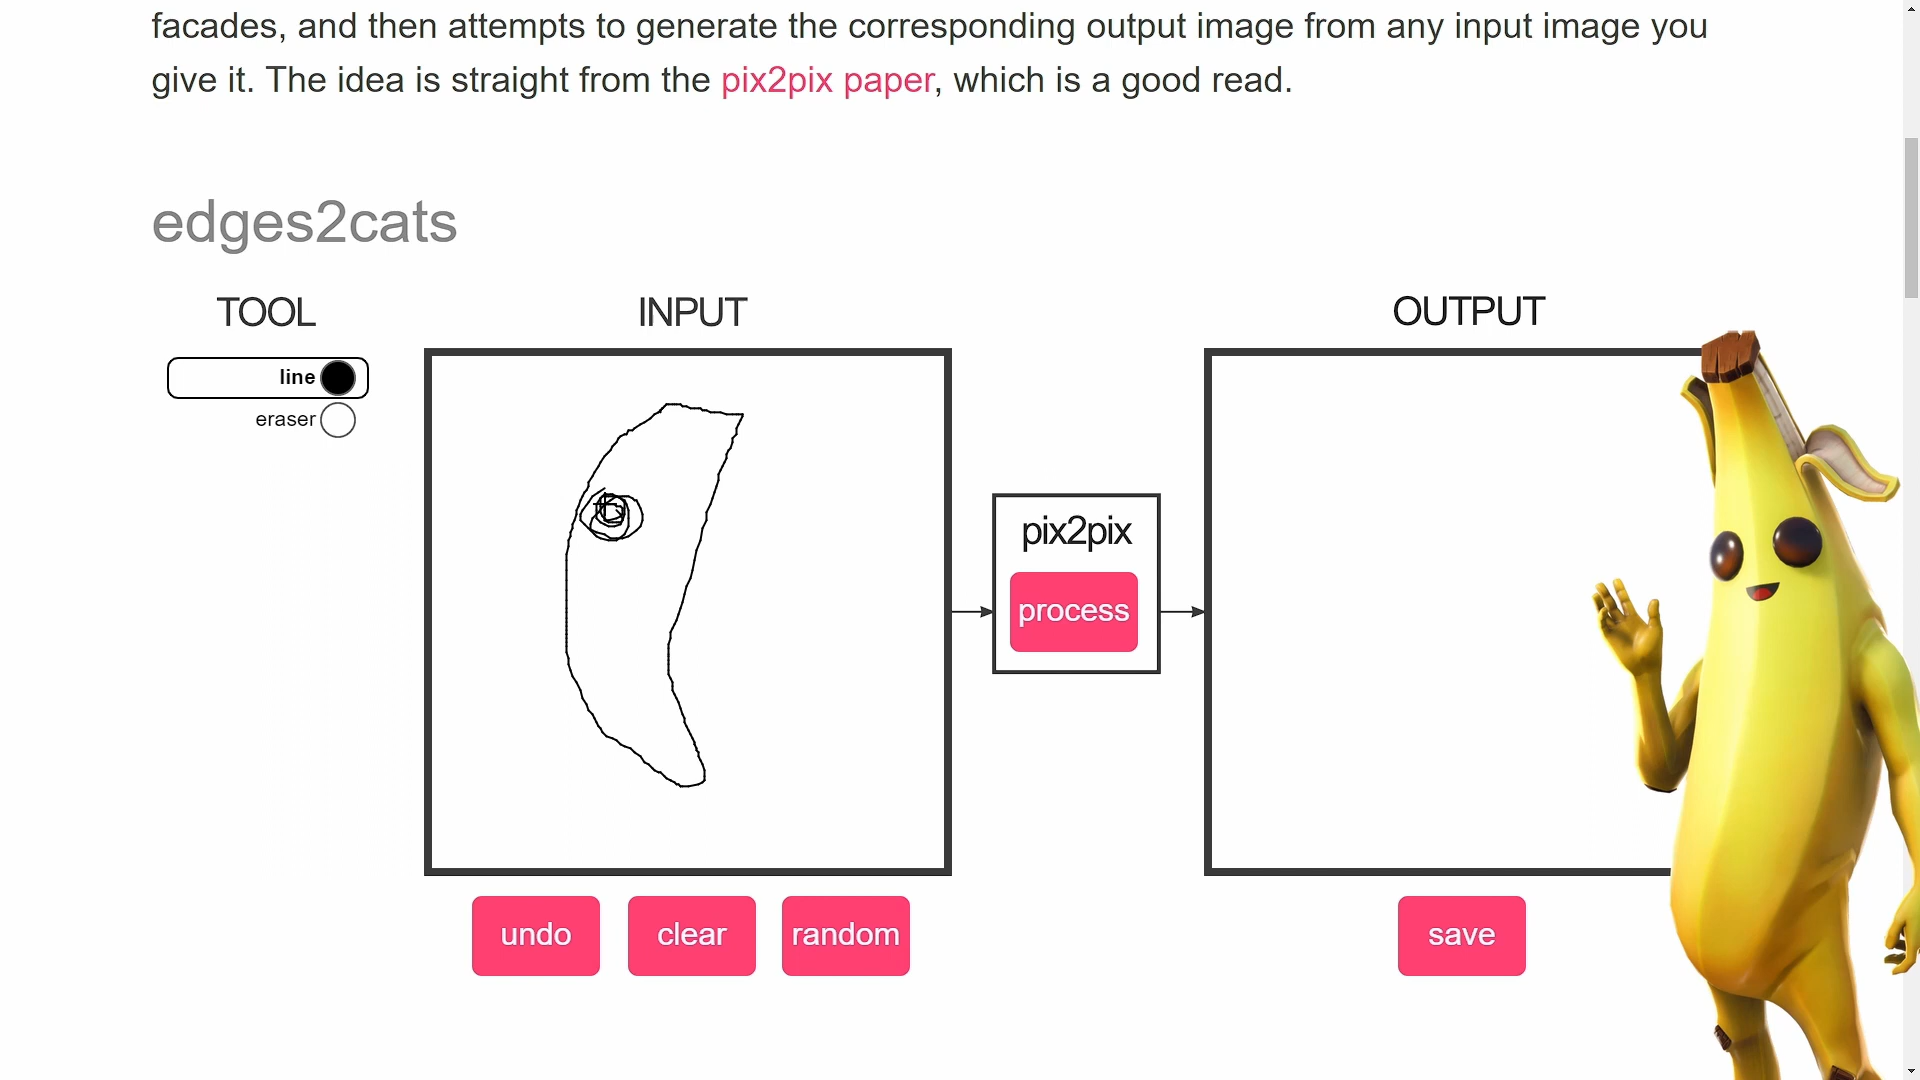 facades, and then attempts to generate the corresponding output image from any input image you
give it. The idea is straight from the pix2pix paper, which is a good read.
edges2cats
TOOL
INPUT
OUTPUT
line
eraser
pix2pix
process
undo
clear
random
save